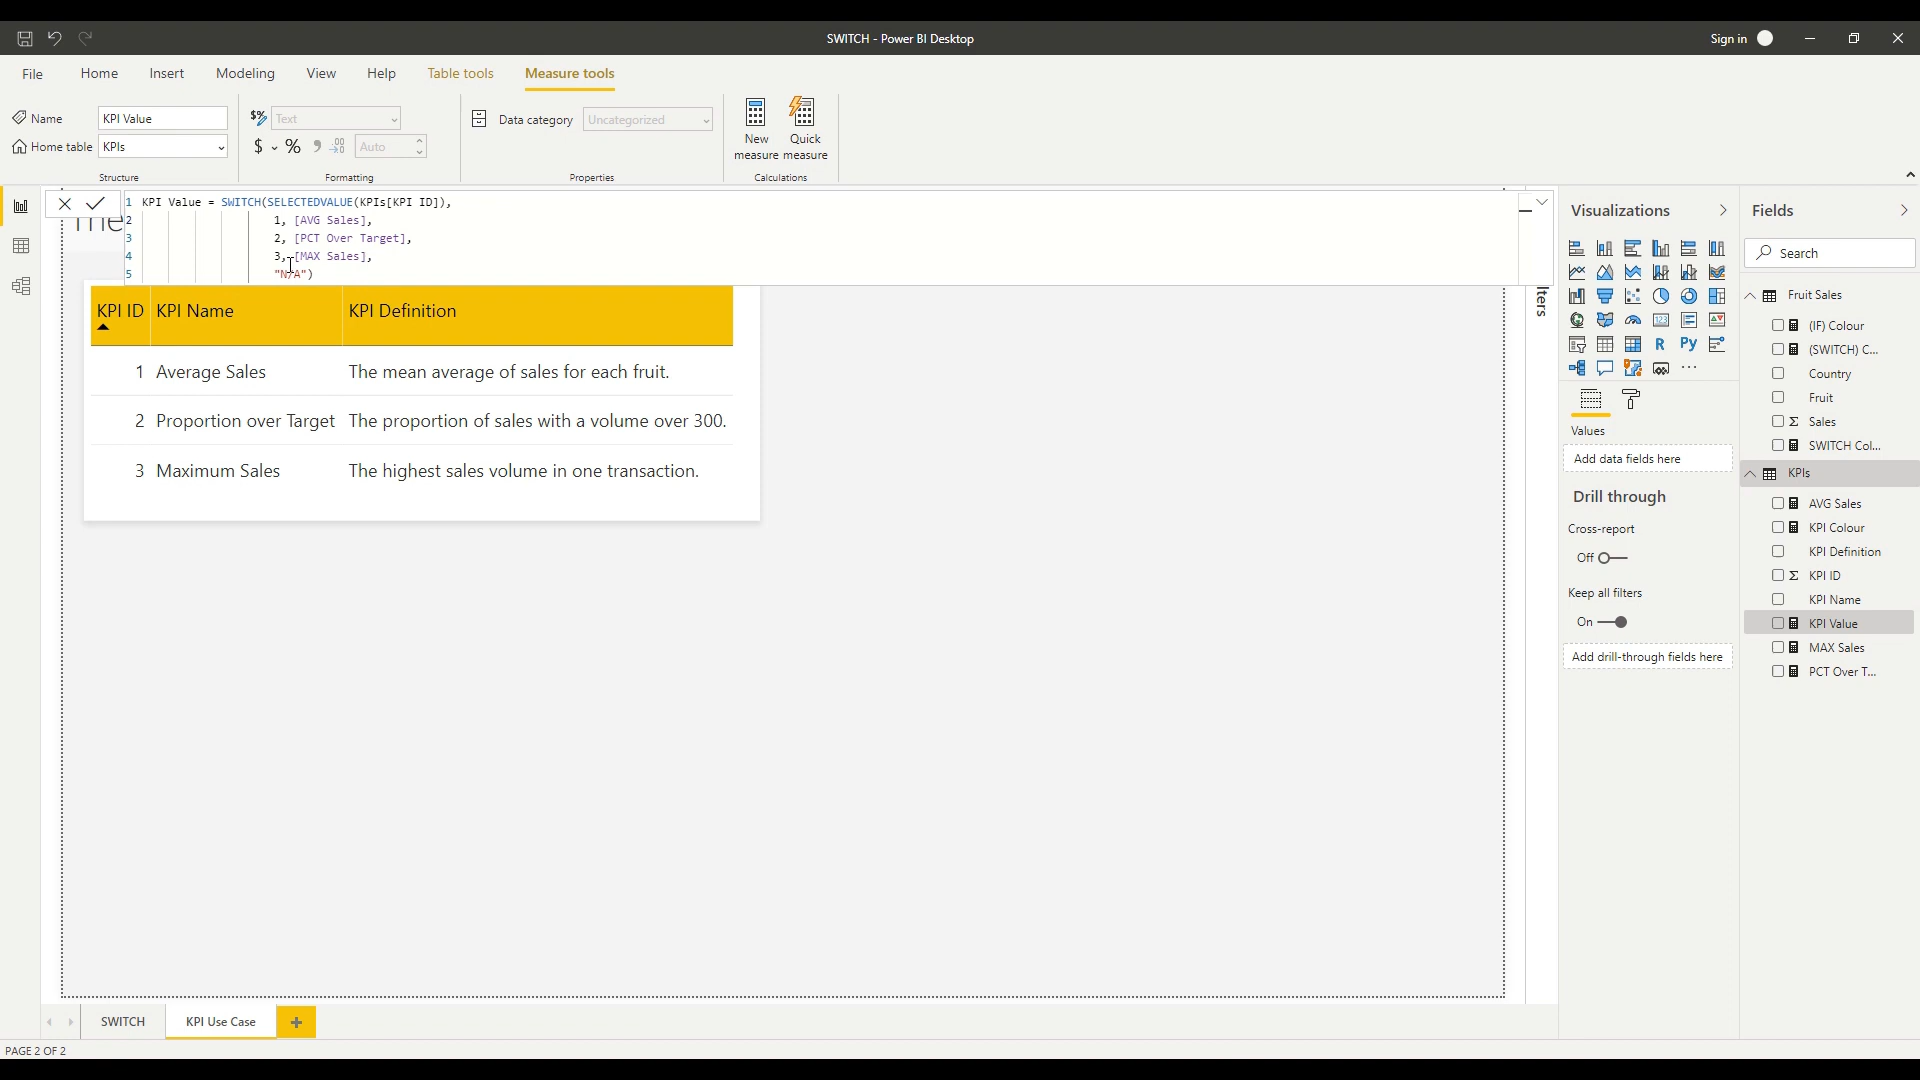 SWITCH - Power BI Desktop
Sign in
File Home Insert Modeling View Help Table tools Measure tools
Name KPI Value
Home table KPIs
Structure
$% Text
$ % Auto
Formatting
Data category Uncategorized
Properties
New measure
Quick measure
Calculations
The
1 KPI Value = SWITCH(SELECTEDVALUE(KPIs[KPI ID]),
2 1, [AVG Sales],
3 2, [PCT Over Target],
4 3, [MAX Sales],
5 "N/A")
KPI ID KPI Name KPI Definition
1 Average Sales The mean average of sales for each fruit.
2 Proportion over Target The proportion of sales with a volume over 300.
3 Maximum Sales The highest sales volume in one transaction.
lters
Visualizations
R Py
Values
Add data fields here
Drill through
Cross-report
Off
Keep all filters
On
Add drill-through fields here
Fields
Search
Fruit Sales
(IF) Colour
(SWITCH) C...
Country
Fruit
Σ Sales
SWITCH Col...
KPIs
AVG Sales
KPI Colour
KPI Definition
Σ KPI ID
KPI Name
KPI Value
MAX Sales
PCT Over T...
SWITCH KPI Use Case +
PAGE 2 OF 2